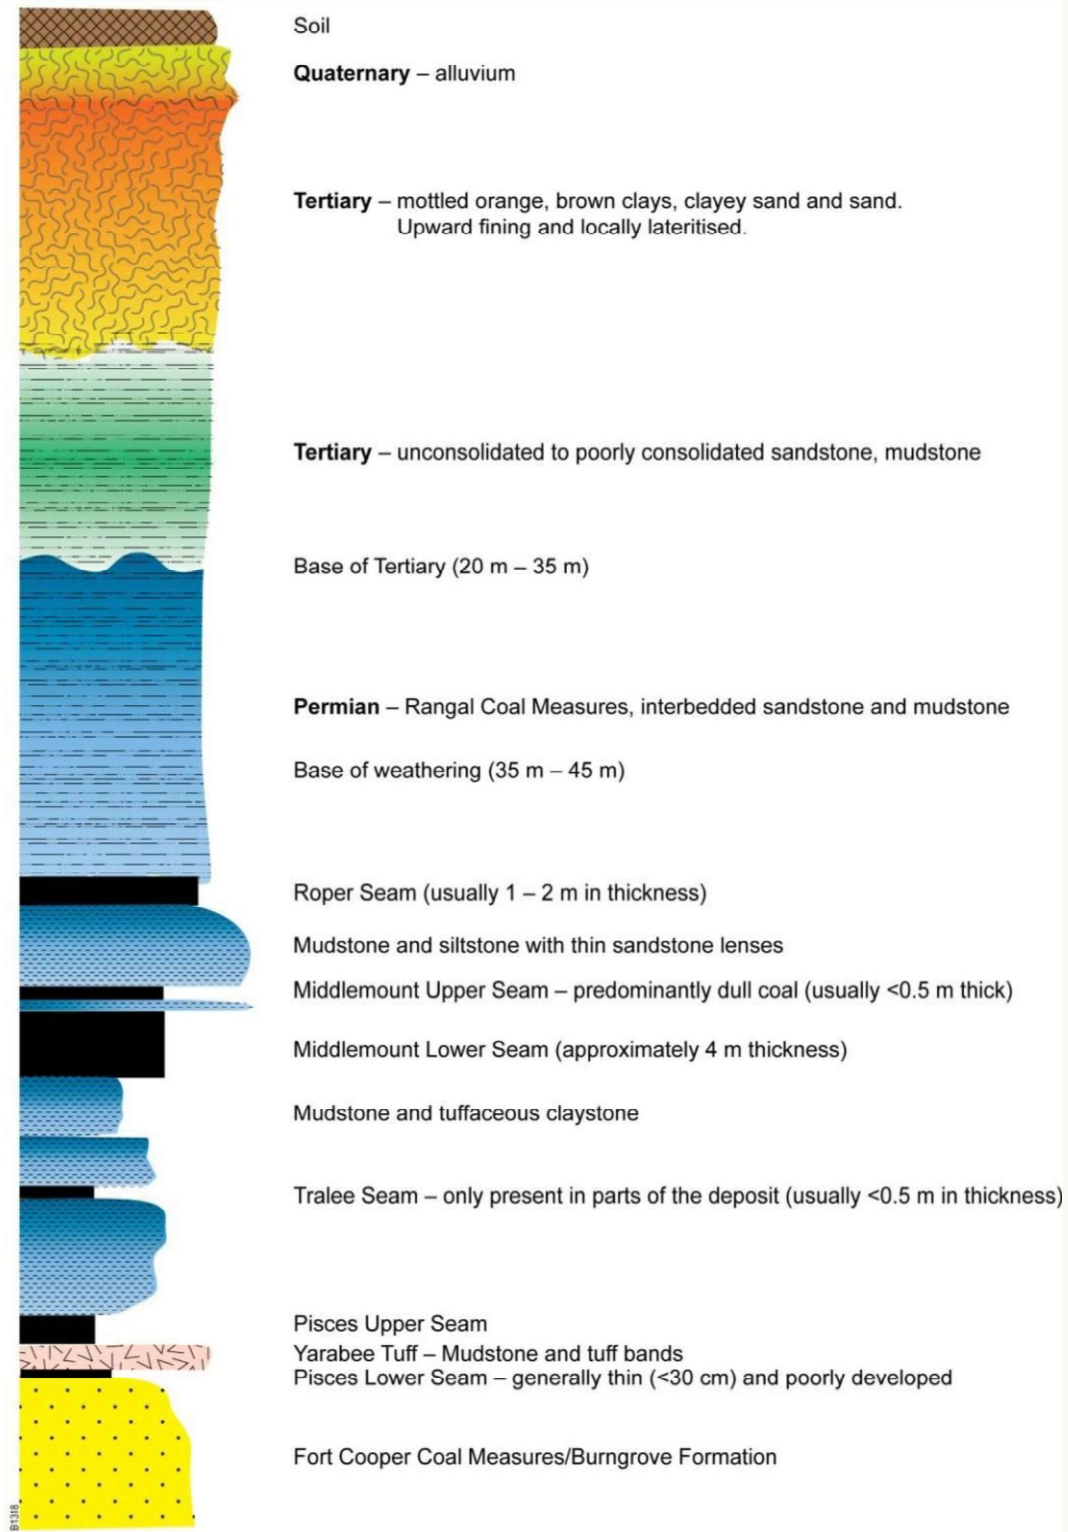 Soil
Quaternary – alluvium
Tertiary – mottled orange, brown clays, clayey sand and sand.
Upward fining and locally lateritised.
Tertiary – unconsolidated to poorly consolidated sandstone, mudstone
Base of Tertiary (20 m – 35 m)
Permian – Rangal Coal Measures, interbedded sandstone and mudstone
Base of weathering (35 m – 45 m)
Roper Seam (usually 1 – 2 m in thickness)
Mudstone and siltstone with thin sandstone lenses
Middlemount Upper Seam – predominantly dull coal (usually <0.5 m thick)
Middlemount Lower Seam (approximately 4 m thickness)
Mudstone and tuffaceous claystone
Tralee Seam – only present in parts of the deposit (usually <0.5 m in thickness)
Pisces Upper Seam
Yarabee Tuff – Mudstone and tuff bands
Pisces Lower Seam – generally thin (<30 cm) and poorly developed
Fort Cooper Coal Measures/Burngrove Formation
B1318